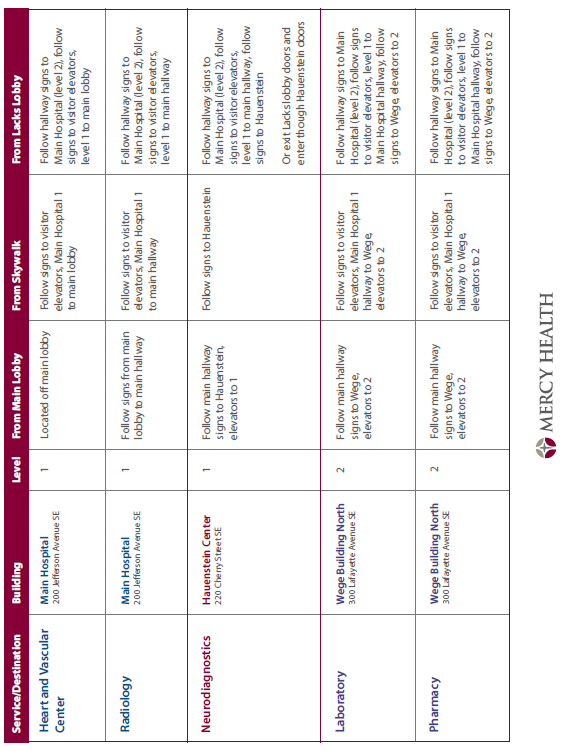 Service/Destination Building Level From Main Lobby From Skywalk From Lacks Lobby
Heart and Vascular
Center
Main Hospital
200 Jefferson Avenue SE
1
Located off main lobby
Follow signs to visitor
elevators, Main Hospital 1
to main lobby
Follow hallway signs to
Main Hospital (level 2), follow
signs to visitor elevators,
level 1 to main lobby
Radiology
Main Hospital
200 Jefferson Avenue SE
1
Follow signs from main
lobby to main hallway
Follow signs to visitor
elevators, Main Hospital 1
to main hallway
Follow hallway signs to
Main Hospital (level 2), follow
signs to visitor elevators,
level 1 to main hallway
Neurodiagnostics
Hauenstein Center
220 Cherry Street SE
1
Follow main hallway
signs to Hauenstein,
elevators to 1
Follow signs to Hauenstein
Follow hallway signs to
Main Hospital (level 2), follow
signs to visitor elevators,
level 1 to main hallway, follow
signs to Hauenstein
Or exit Lacks lobby doors and
enter though Hauenstein doors
Laboratory
Wege Building North
300 Lafayette Avenue SE
2
Follow main hallway
signs to Wege,
elevators to 2
Follow signs to visitor
elevators, Main Hospital 1
hallway to Wege,
elevators to 2
Follow hallway signs to Main
Hospital (level 2), follow signs
to visitor elevators, level 1 to
Main Hospital hallway, follow
signs to Wege, elevators to 2
Pharmacy
Wege Building North
300 Lafayette Avenue SE
2
Follow main hallway
signs to Wege,
elevators to 2
Follow signs to visitor
elevators, Main Hospital 1
hallway to Wege,
elevators to 2
Follow hallway signs to Main
Hospital (level 2), follow signs
to visitor elevators, level 1 to
Main Hospital hallway, follow
signs to Wege, elevators to 2
MERCY HEALTH